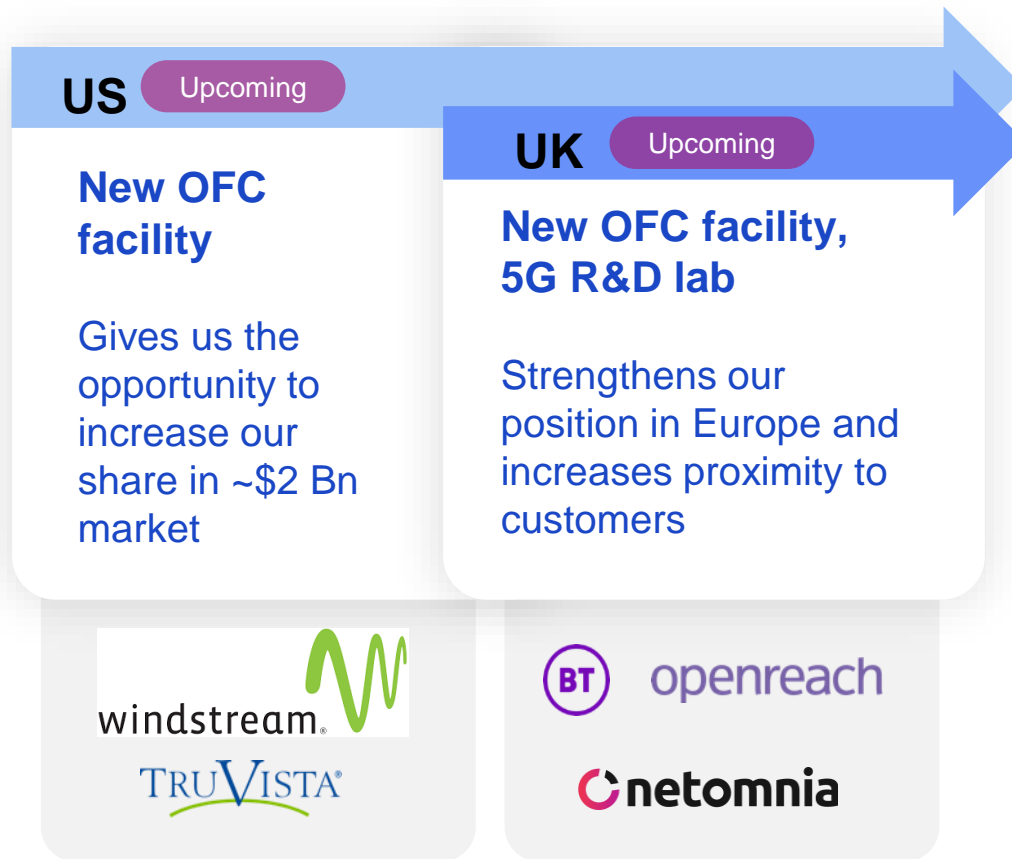 US Upcoming
New OFC
facility
Gives us the
opportunity to
increase our
share in ~$2 Bn
market
windstream.®
TRUVISTA®
UK Upcoming
New OFC facility,
5G R&D lab
Strengthens our
position in Europe and
increases proximity to
customers
BT openreach
netomnia